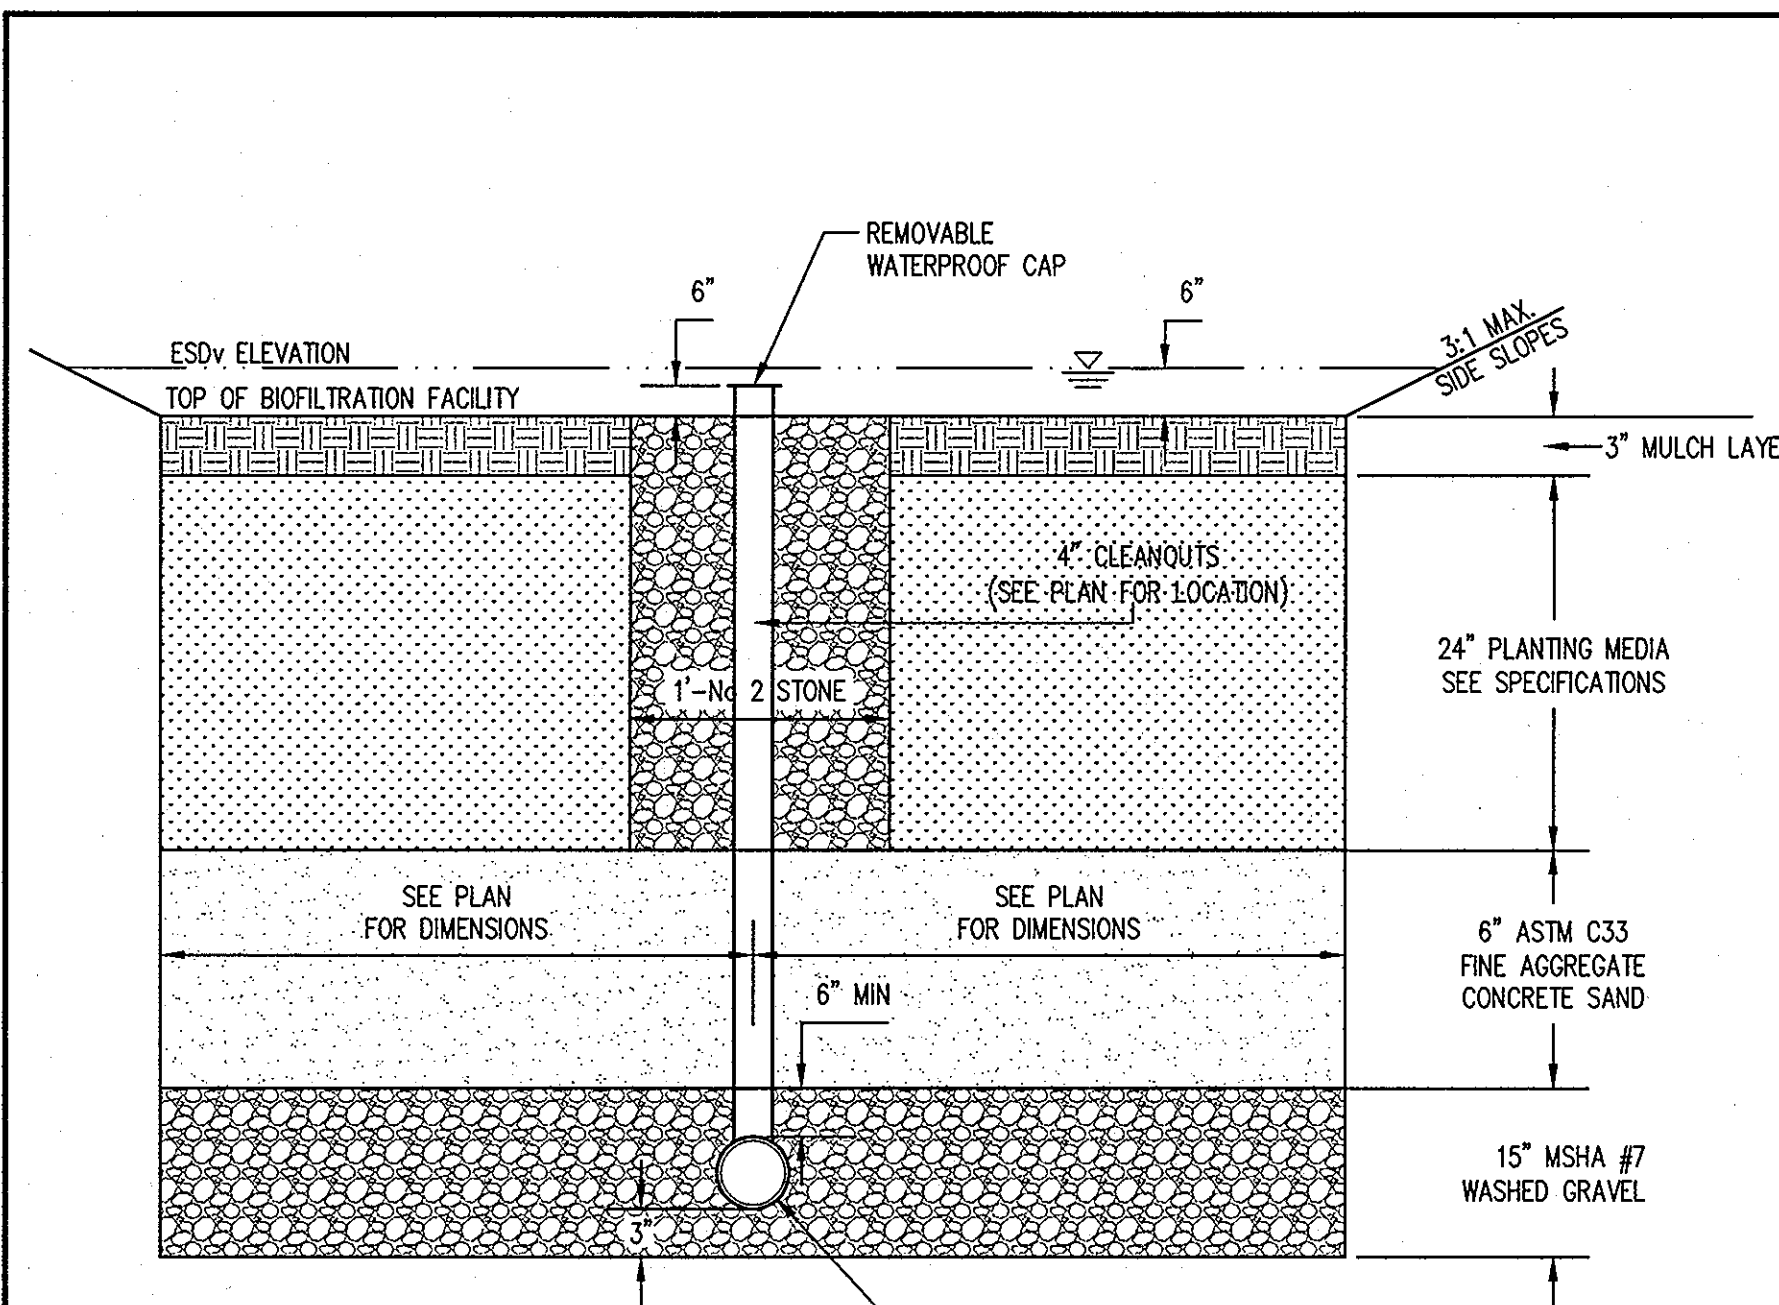 REMOVABLE
WATERPROOF CAP
6"
6"
3:1 MAX.
SIDE SLOPES
ESDv ELEVATION
TOP OF BIOFILTRATION FACILITY
3" MULCH LAYE
4" CLEANOUTS
(SEE PLAN FOR LOCATION)
24" PLANTING MEDIA
SEE SPECIFICATIONS
1'-No 2 STONE
SEE PLAN
FOR DIMENSIONS
SEE PLAN
FOR DIMENSIONS
6" ASTM C33
FINE AGGREGATE
CONCRETE SAND
6" MIN
15" MSHA #7
WASHED GRAVEL
3"